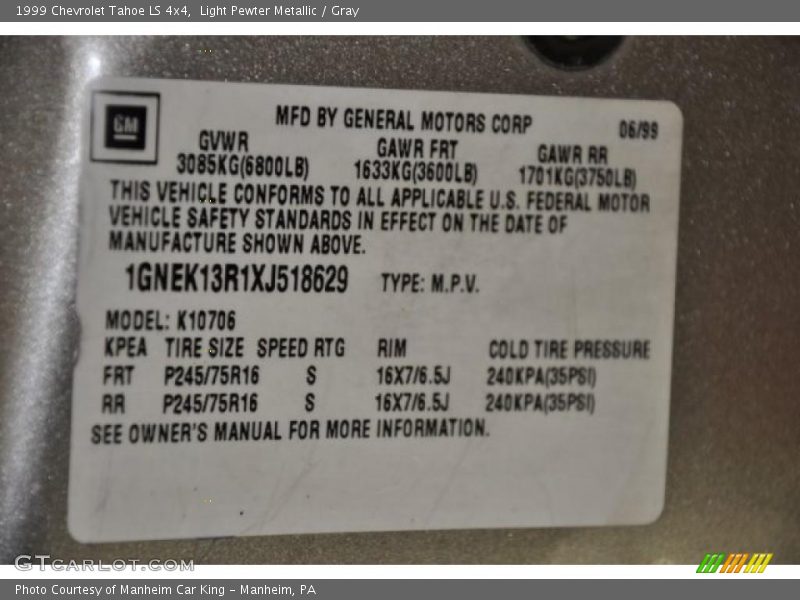 1999 Chevrolet Tahoe LS 4x4,  Light Pewter Metallic / Gray
GM
MFD BY GENERAL MOTORS CORP 06/99
GVWR GAWR FRT GAWR RR
3085KG(6800LB) 1633KG(3600LB) 1701KG(3750LB)
THIS VEHICLE CONFORMS TO ALL APPLICABLE U.S. FEDERAL MOTOR
VEHICLE SAFETY STANDARDS IN EFFECT ON THE DATE OF
MANUFACTURE SHOWN ABOVE.
1GNEK13R1XJ518629 TYPE: M.P.V.
MODEL: K10706
KPEA TIRE SIZE SPEED RTG RIM COLD TIRE PRESSURE
FRT P245/75R16 S 16X7/6.5J 240KPA(35PSI)
RR P245/75R16 S 16X7/6.5J 240KPA(35PSI)
SEE OWNER'S MANUAL FOR MORE INFORMATION.
GTCARLOT.COM
Photo Courtesy of Manheim Car King - Manheim, PA